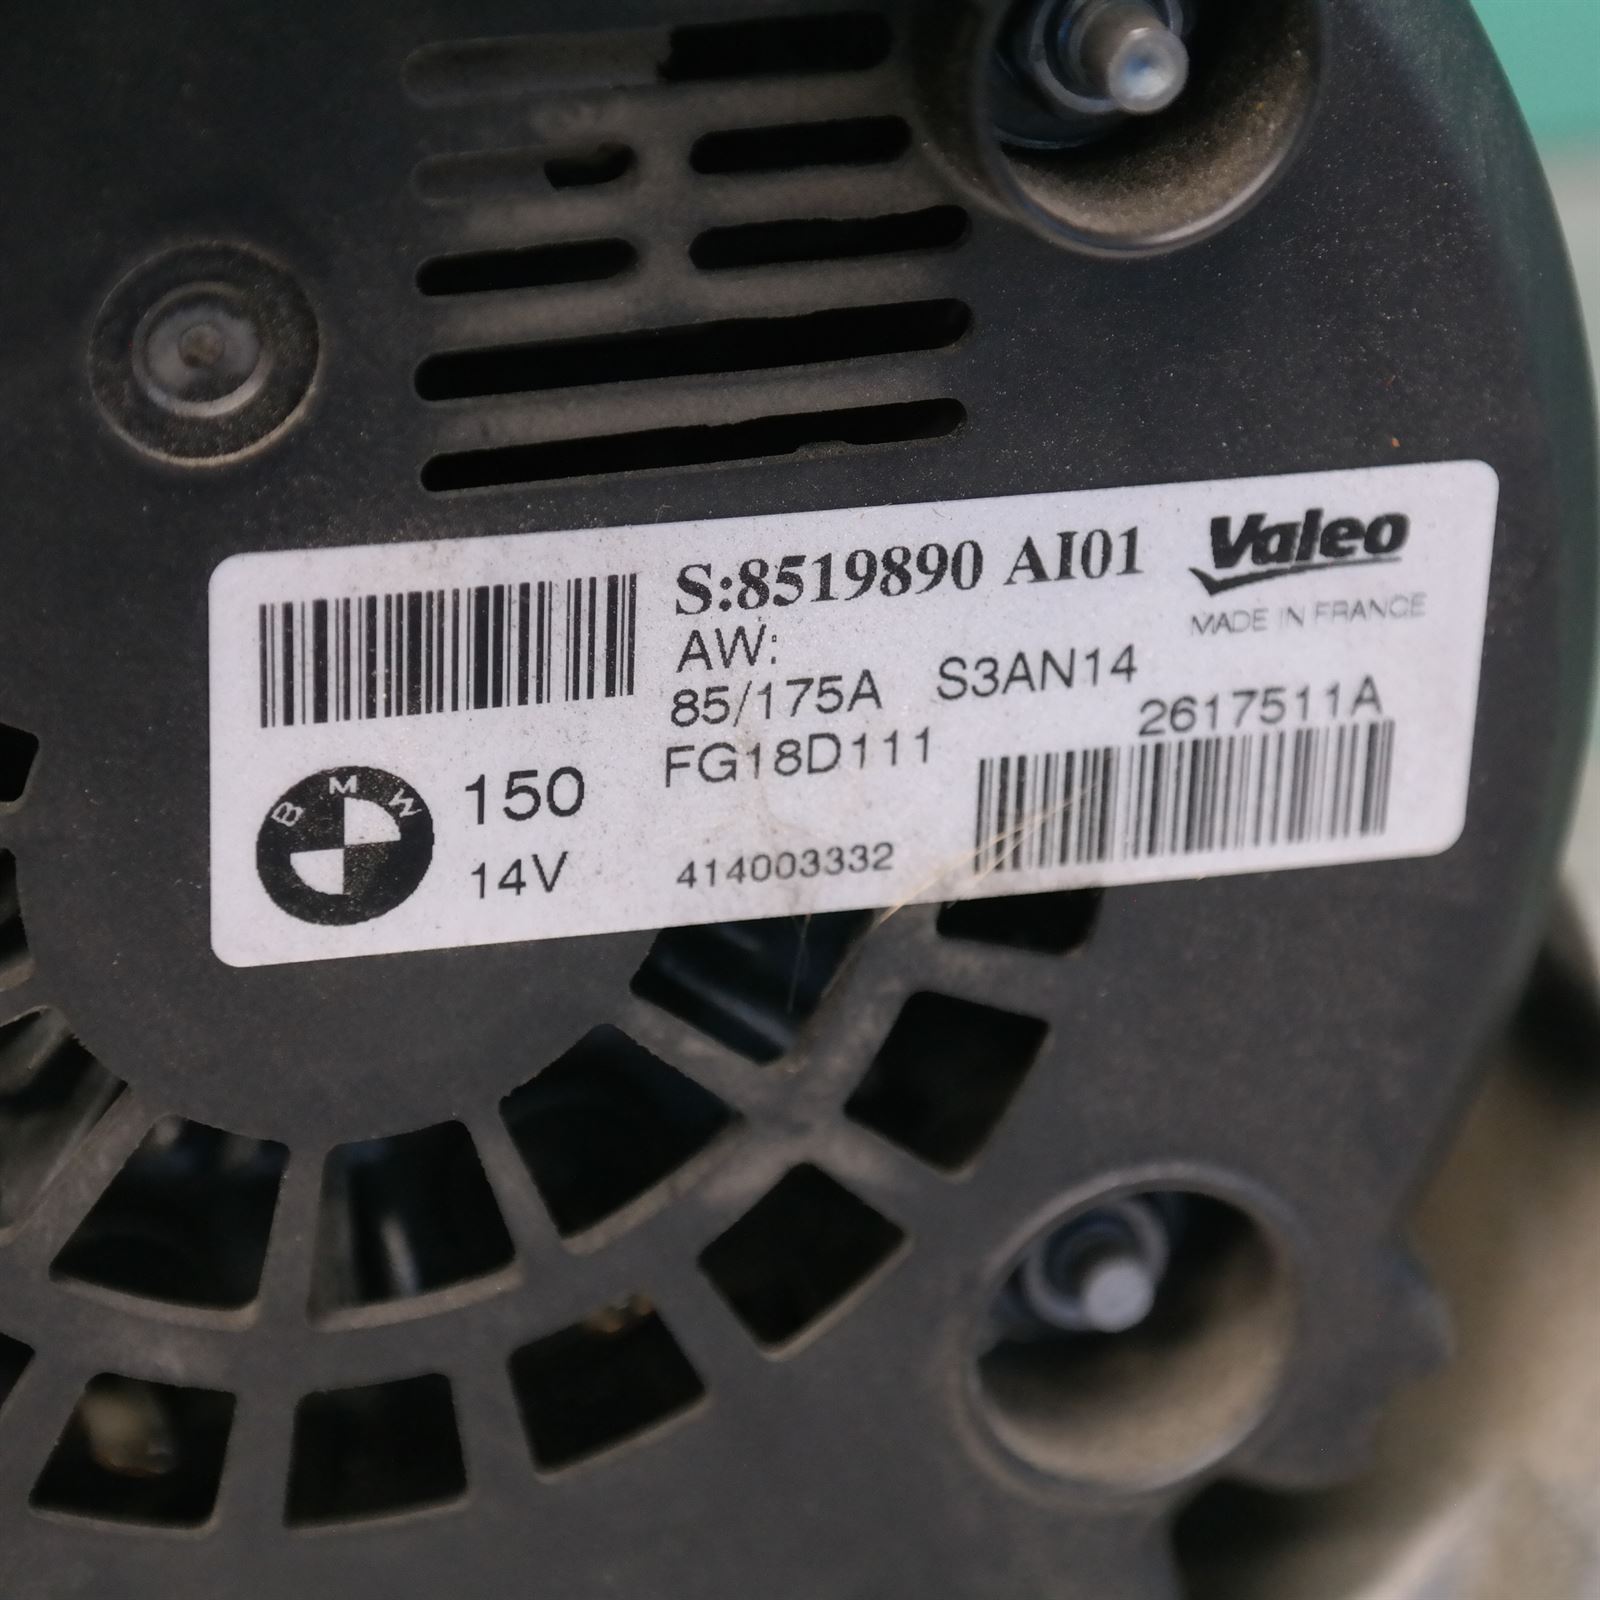 S:8519890 AI01
Valeo
MADE IN FRANCE
AW:
85/175A S3AN14
FG18D111
2617511A
BMW
150
14V
414003332